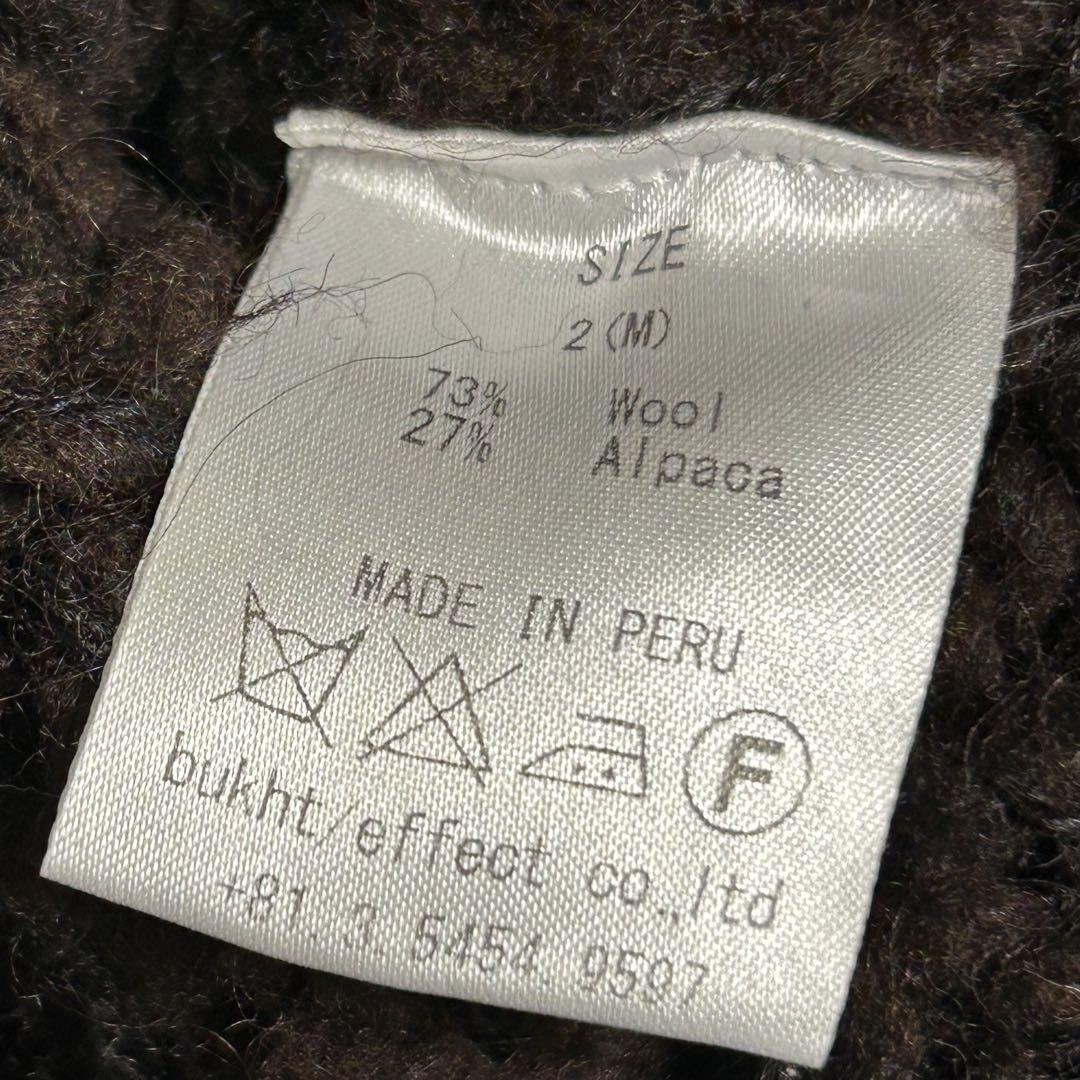 SIZE
2(M)
73% Wool
27% Alpaca
MADE IN PERU
F
bukht/effect co.,ltd
+81.3.5454.9597